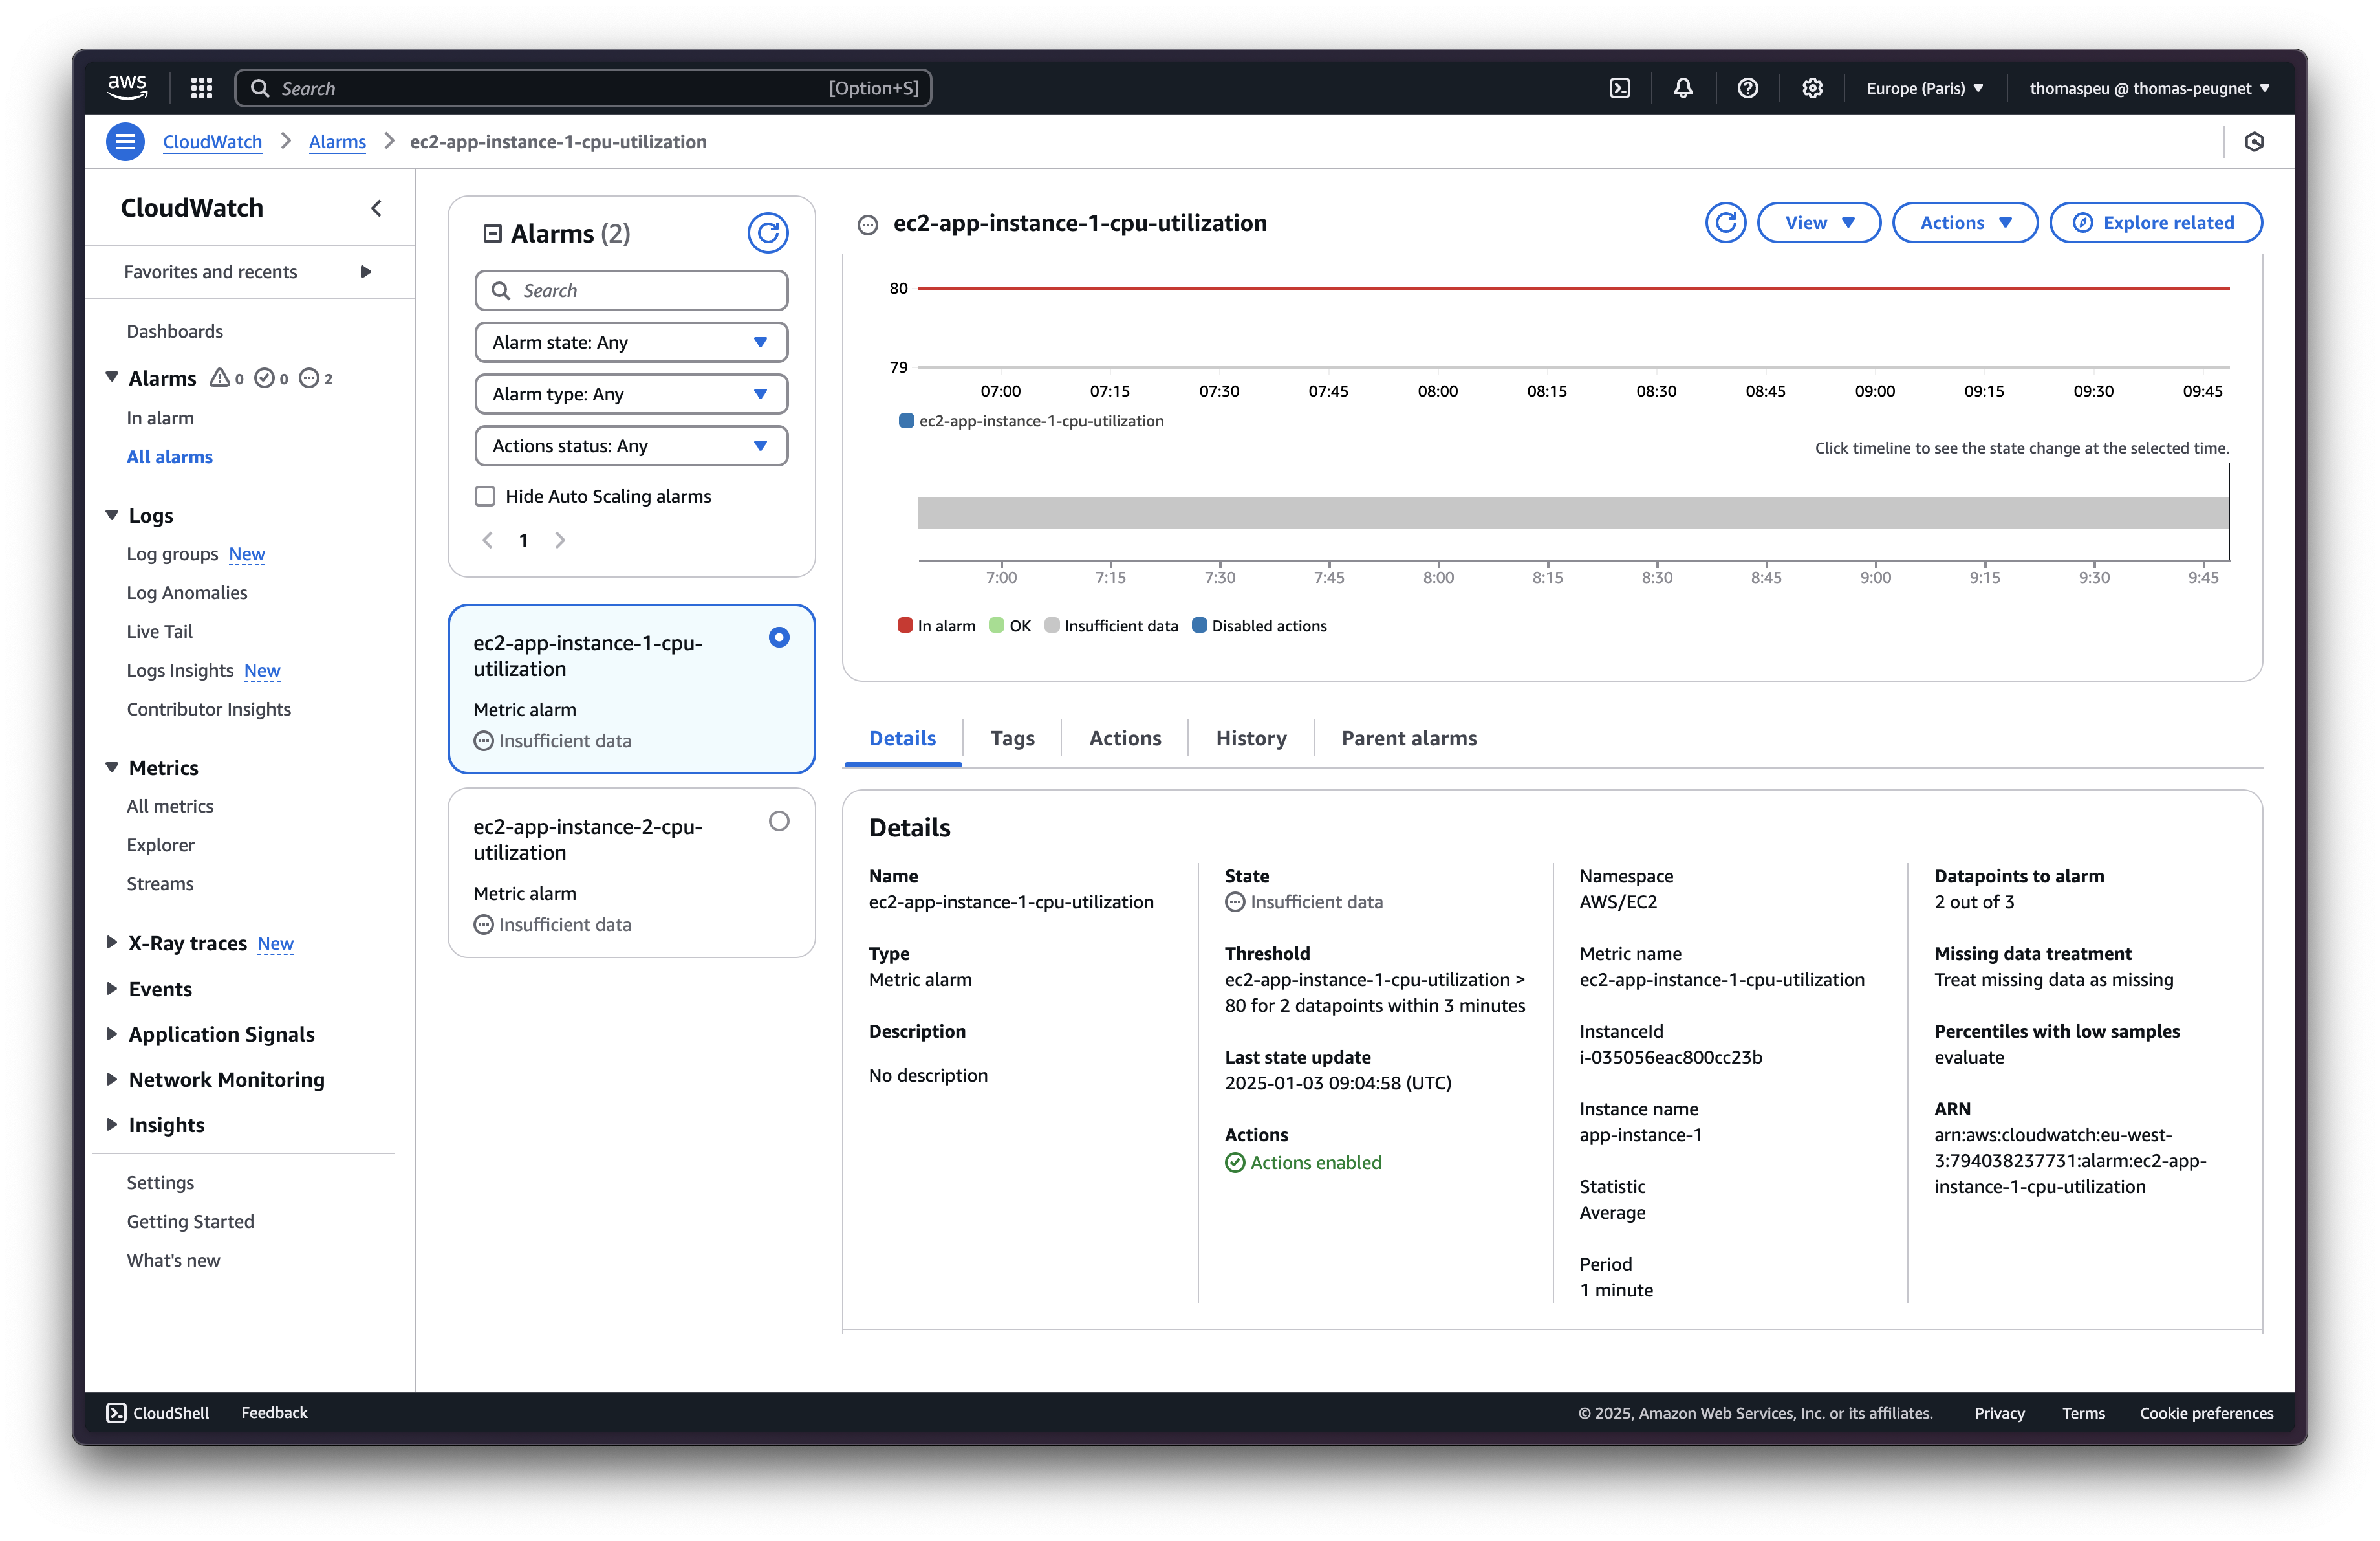 aws
Search [Option+S]
Europe (Paris)
thomaspeu @ thomas-peugnet
CloudWatch
Alarms
ec2-app-instance-1-cpu-utilization
CloudWatch
Favorites and recents
Dashboards
Alarms 0 0 2
In alarm
All alarms
Logs
Log groups New
Log Anomalies
Live Tail
Logs Insights New
Contributor Insights
Metrics
All metrics
Explorer
Streams
X-Ray traces New
Events
Application Signals
Network Monitoring
Insights
Settings
Getting Started
What's new
Alarms (2)
Search
Alarm state: Any
Alarm type: Any
Actions status: Any
Hide Auto Scaling alarms
1
ec2-app-instance-1-cpu-
utilization
Metric alarm
Insufficient data
ec2-app-instance-2-cpu-
utilization
Metric alarm
Insufficient data
ec2-app-instance-1-cpu-utilization
View
Actions
Explore related
80
79
07:00 07:15 07:30 07:45 08:00 08:15 08:30 08:45 09:00 09:15 09:30 09:45
ec2-app-instance-1-cpu-utilization
Click timeline to see the state change at the selected time.
7:00 7:15 7:30 7:45 8:00 8:15 8:30 8:45 9:00 9:15 9:30 9:45
In alarm OK Insufficient data Disabled actions
Details Tags Actions History Parent alarms
Details
Name
ec2-app-instance-1-cpu-utilization
Type
Metric alarm
Description
No description
State
Insufficient data
Threshold
ec2-app-instance-1-cpu-utilization >
80 for 2 datapoints within 3 minutes
Last state update
2025-01-03 09:04:58 (UTC)
Actions
Actions enabled
Namespace
AWS/EC2
Metric name
ec2-app-instance-1-cpu-utilization
InstanceId
i-035056eac800cc23b
Instance name
app-instance-1
Statistic
Average
Period
1 minute
Datapoints to alarm
2 out of 3
Missing data treatment
Treat missing data as missing
Percentiles with low samples
evaluate
ARN
arn:aws:cloudwatch:eu-west-
3:794038237731:alarm:ec2-app-
instance-1-cpu-utilization
CloudShell
Feedback
© 2025, Amazon Web Services, Inc. or its affiliates.
Privacy
Terms
Cookie preferences